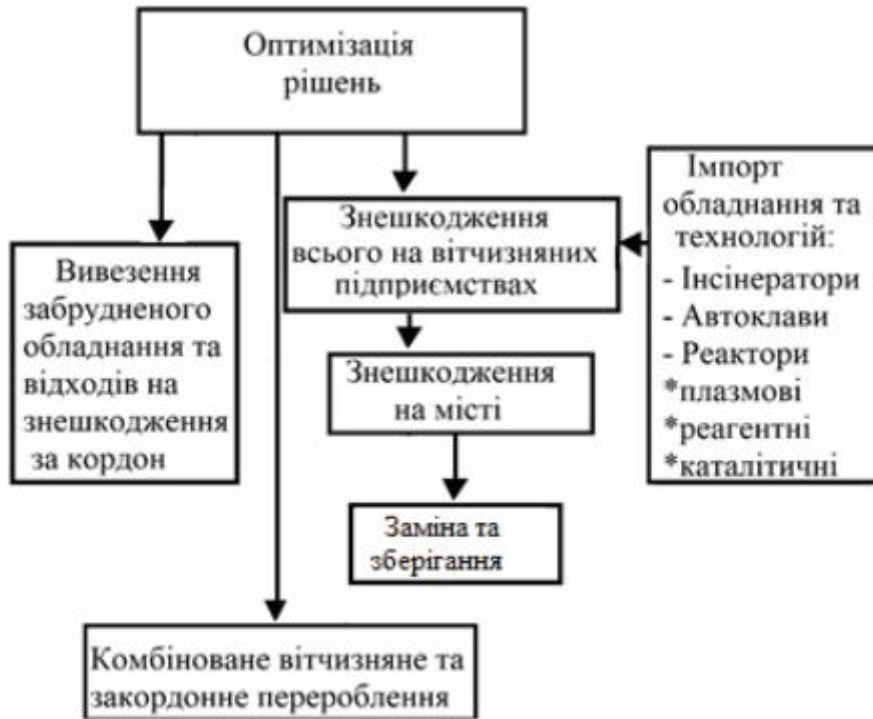 Оптимізація
рішень
Вивезення
забрудненого
обладнання та
відходів на
знешкодження
за кордон
Знешкодження
всього на вітчизняних
підприємствах
Імпорт
обладнання та
технологій:
- Інсінератори
- Автоклави
- Реактори
*плазмові
*реагентні
*каталітичні
Знешкодження
на місті
Заміна та
зберігання
Комбіноване вітчизняне та
закордонне перероблення